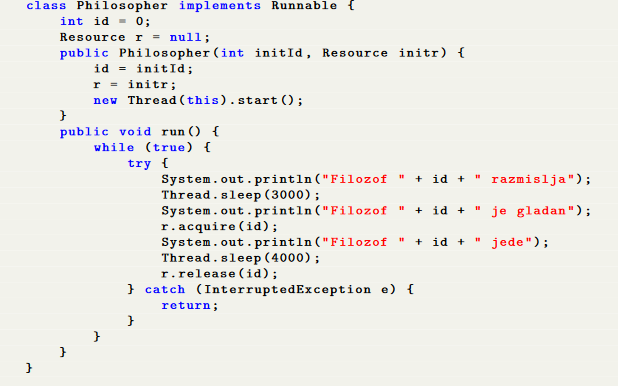 class Philosopher implements Runnable {
    int id = 0;
    Resource r = null;
    public Philosopher(int initId, Resource initr) {
        id = initId;
        r = initr;
        new Thread(this).start();
    }
    public void run() {
        while (true) {
            try {
                System.out.println("Filozof " + id + " razmislja");
                Thread.sleep(3000);
                System.out.println("Filozof " + id + " je gladan");
                r.acquire(id);
                System.out.println("Filozof " + id + " jede");
                Thread.sleep(4000);
                r.release(id);
            } catch (InterruptedException e) {
                return;
            }
        }
    }
}